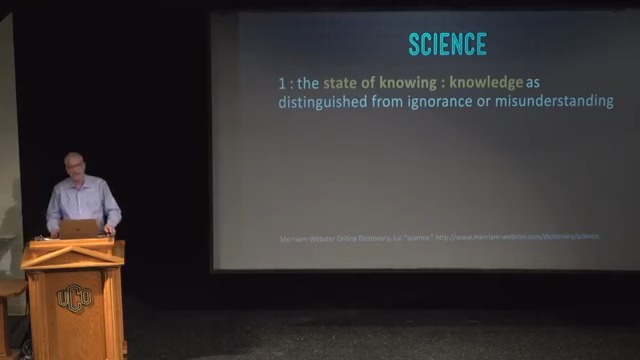 SCIENCE
1 : the state of knowing : knowledge as
distinguished from ignorance or misunderstanding
Merriam-Webster Online Dictionary, s.v. "science," http://www.merriam-webster.com/dictionary/science
UCO